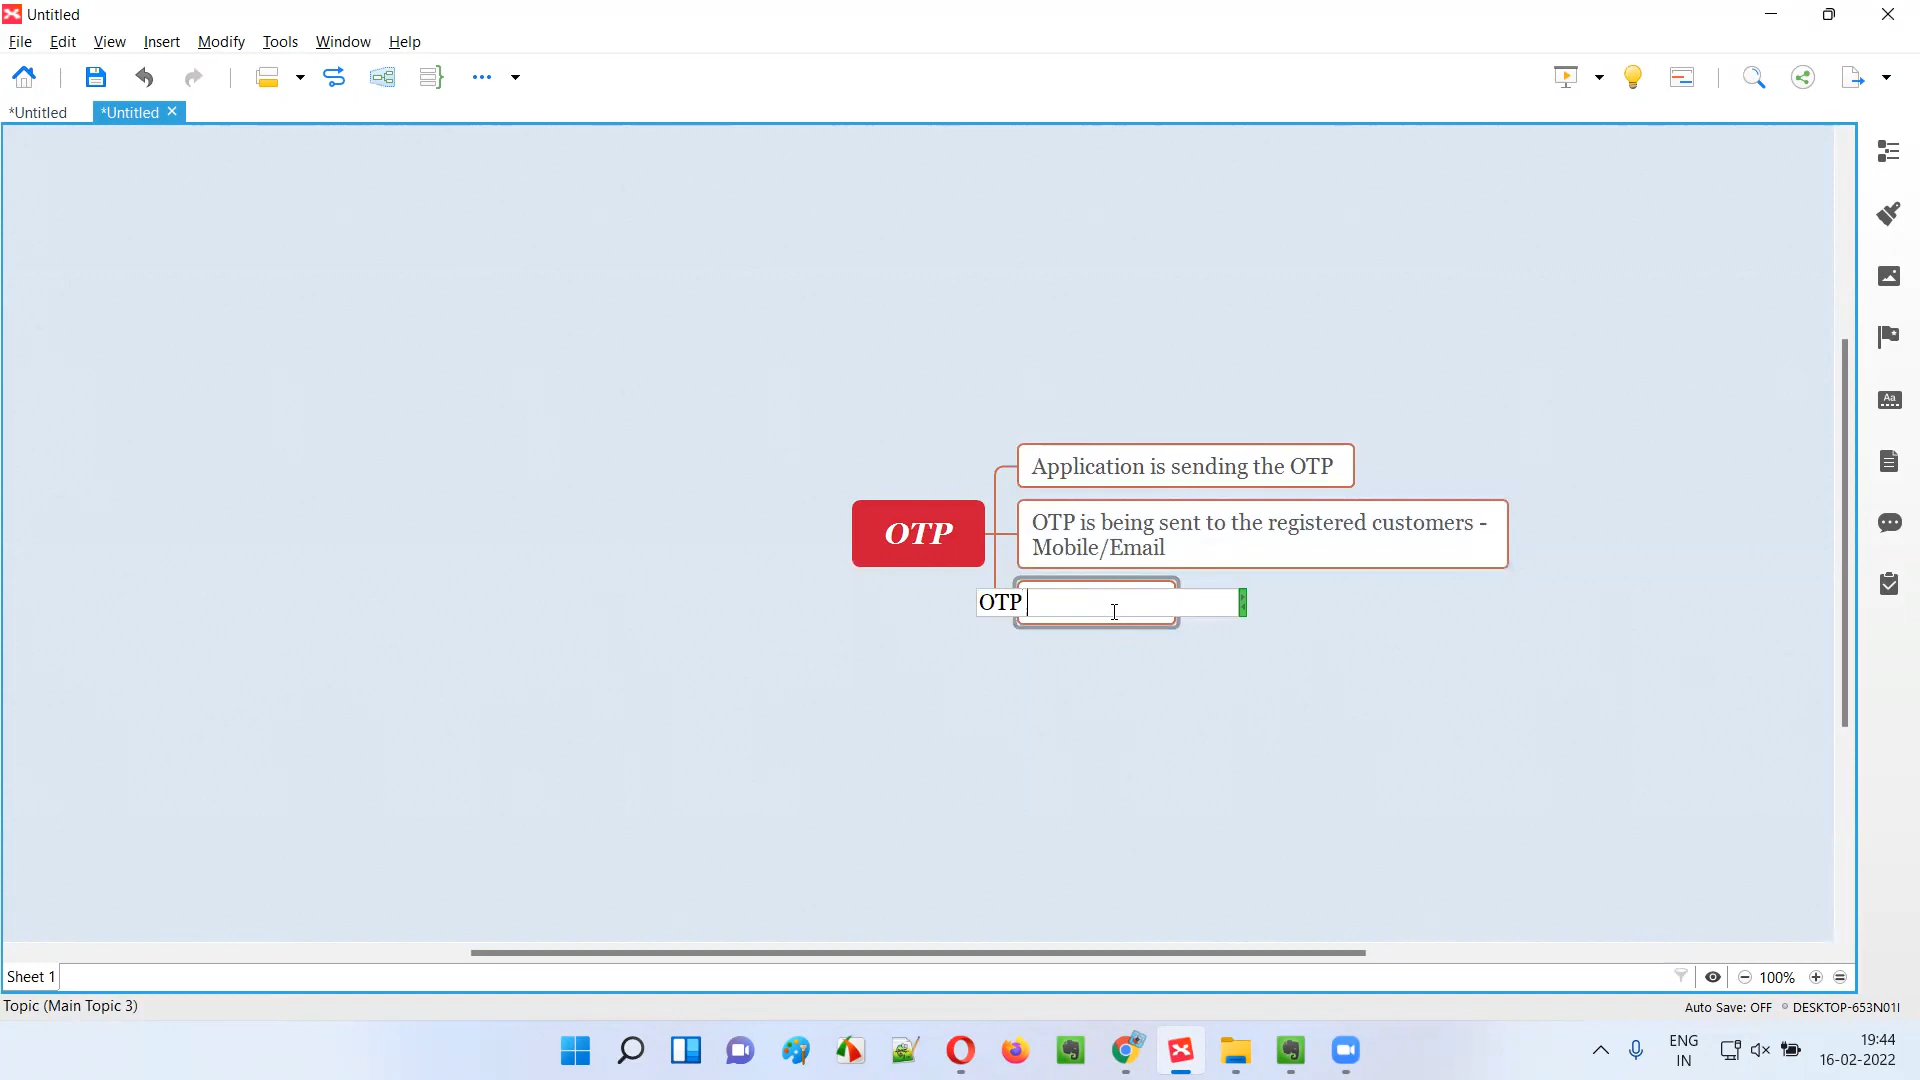 Untitled
File Edit View Insert Modify Tools Window Help
*Untitled *Untitled
Application is sending the OTP
OTP
OTP is being sent to the registered customers -
Mobile/Email
OTP
Aa
Sheet 1
100%
Topic (Main Topic 3)
Auto Save: OFF DESKTOP-653N01I
ENG
IN
19:44
16-02-2022